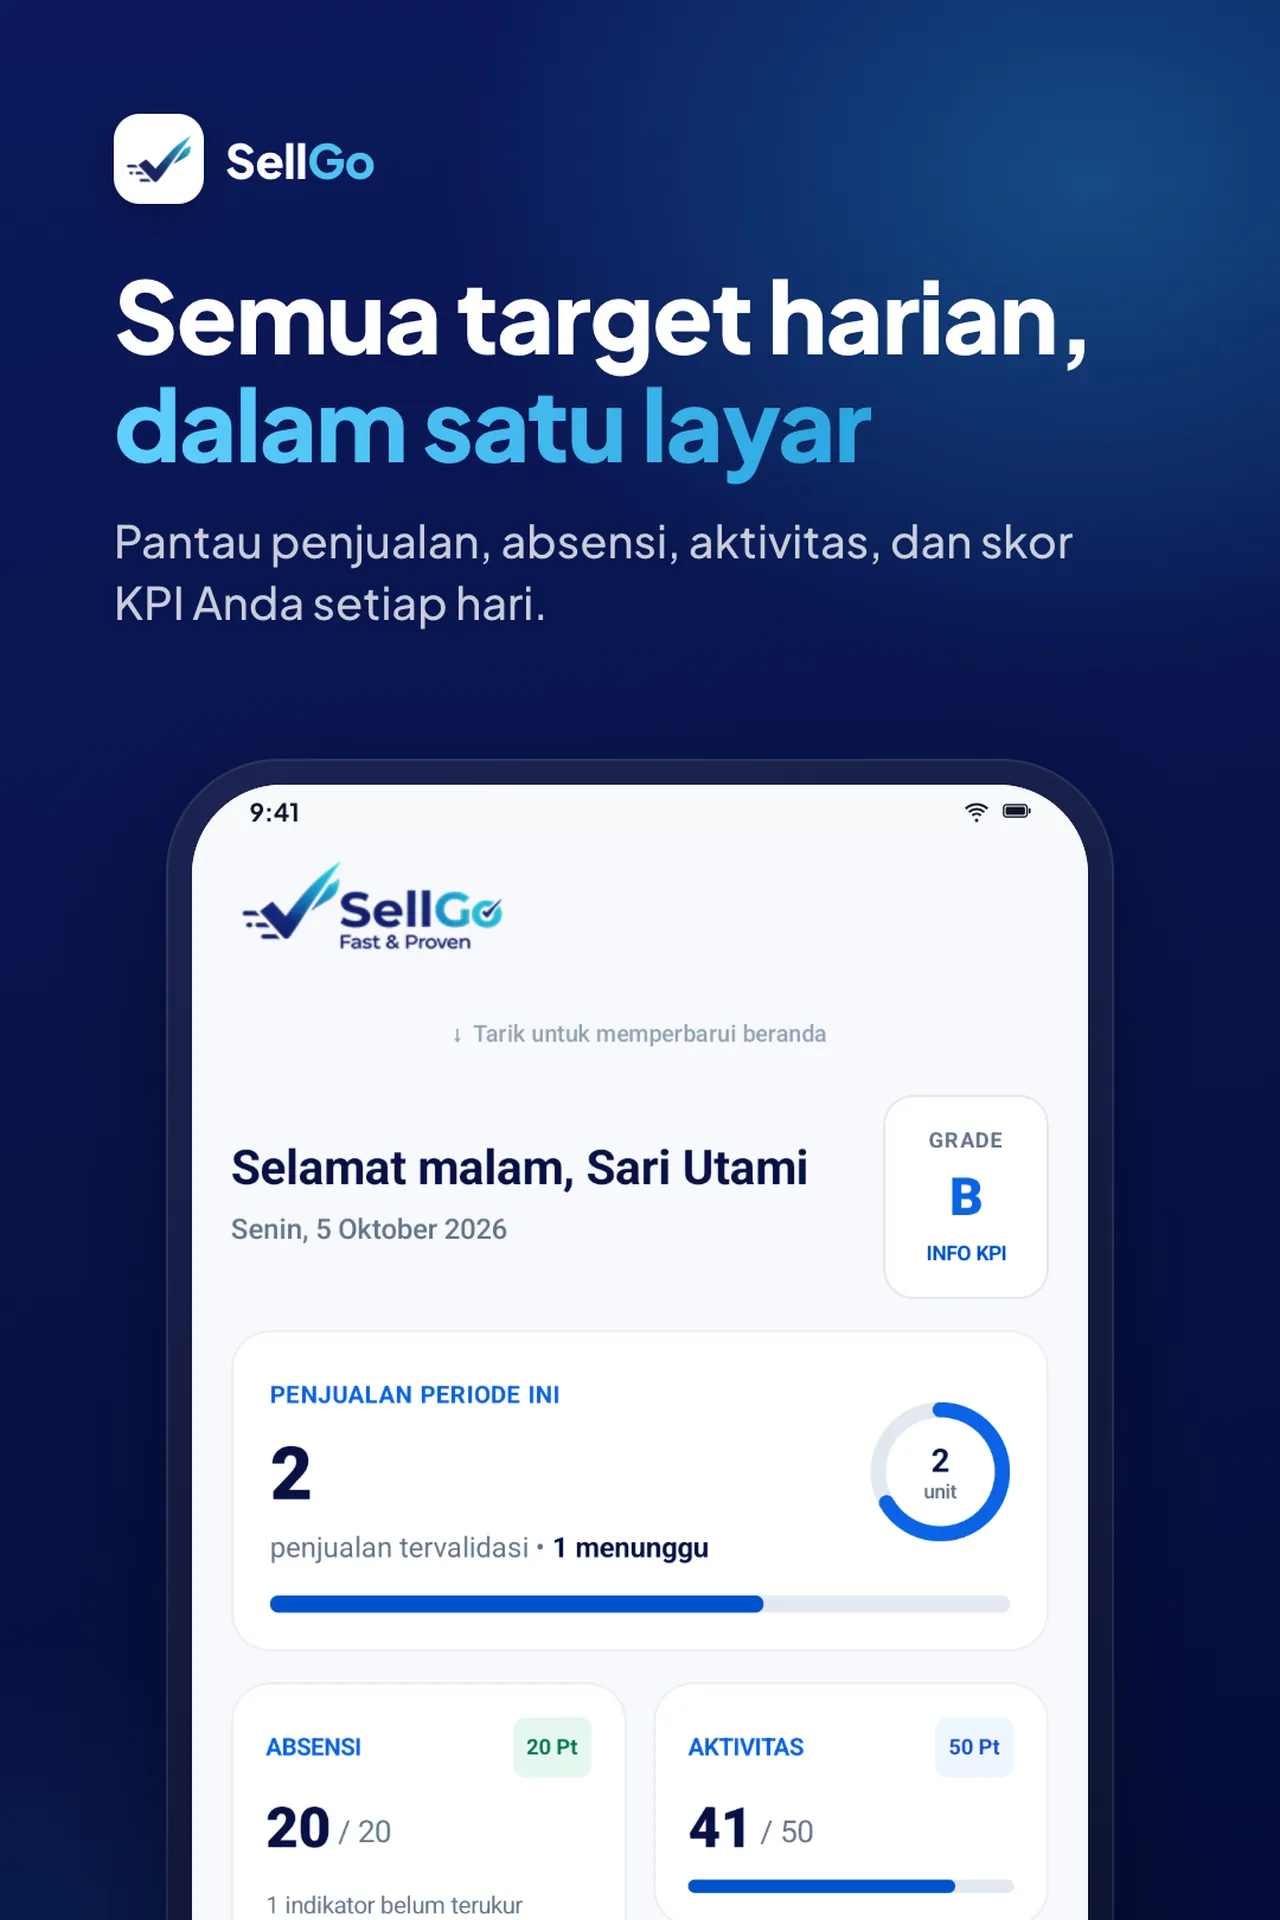 SellGo
Semua target harian,
dalam satu layar
Pantau penjualan, absensi, aktivitas, dan skor
KPI Anda setiap hari.
9:41
SellGo
Fast & Proven
↓ Tarik untuk memperbarui beranda
Selamat malam, Sari Utami
Senin, 5 Oktober 2026
GRADE
B
INFO KPI
PENJUALAN PERIODE INI
2
penjualan tervalidasi • 1 menunggu
2
unit
ABSENSI
20 Pt
20 / 20
1 indikator belum terukur
AKTIVITAS
50 Pt
41 / 50